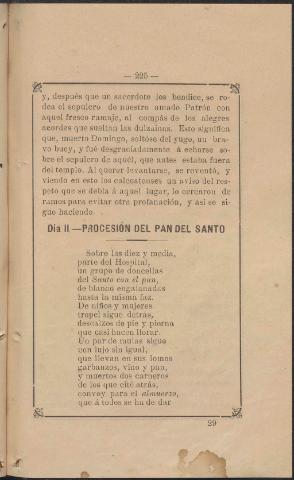 — 225 —
y, después que un sacerdote los bendice, se ro-
dea el sepulcro de nuestro amado Patrón con
aquel fresco ramaje, al compás de los alegres
acordes que sueltan las dulzainas. Esto significa
que, muerto Domingo, soltóse del yugo, un bra-
vo buey, y fué desgraciadamente á echarse so-
bre el sepulcro de aquél, que antes estaba fuera
del templo. Al querer levantarse, se reventó, y
viendo en esto los calceatenses un aviso del res-
peto que se debía á aquel lugar, lo cercaron de
ramos para evitar otra profanación, y así se si-
gue haciendo.
Día 11 —PROCESIÓN DEL PAN DEL SANTO
Sobre las diez y media,
parte del Hospital,
un grupo de doncellas
del Santo con el pan,
de blanco engalanadas
hasta la misma faz.
De niños y mujeres
tropel sigue detrás,
descalzos de pie y pierna
que casi hacen llorar.
Un par de mulas sigue
con lujo sin igual,
que llevan en sus lomos
garbanzos, vino y pan,
y muertos dos carneros
de los que cité atrás,
convoy para el almuerzo,
que á todos se ha de dar
29